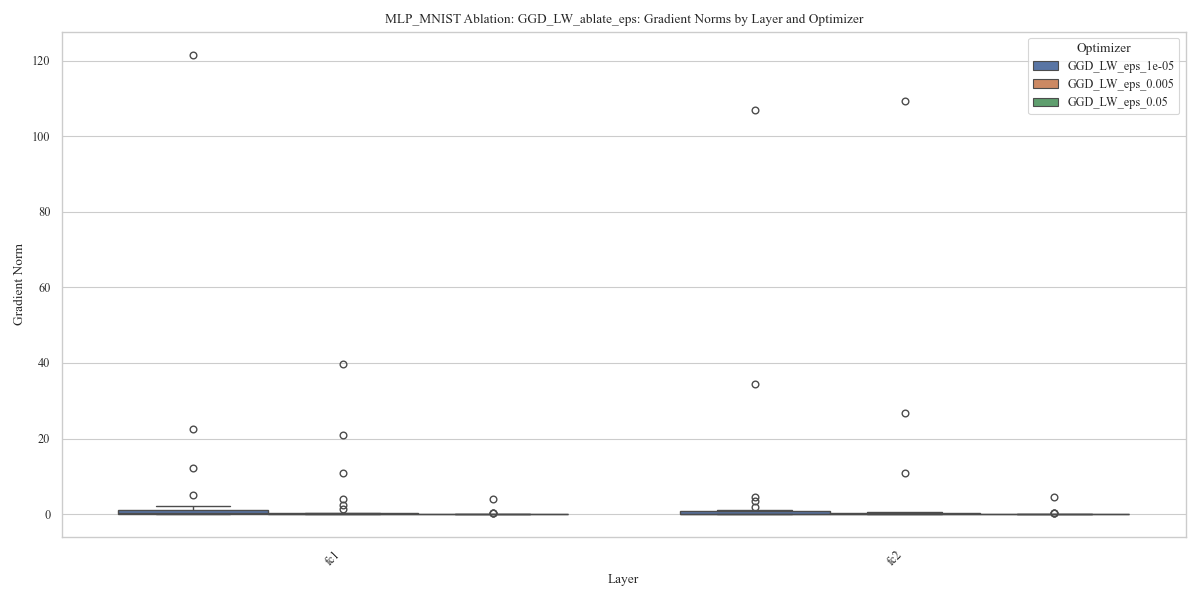 MLP_MNIST Ablation: GGD_LW_ablate_eps: Gradient Norms by Layer and Optimizer
Optimizer
GGD_LW_eps_1e-05
GGD_LW_eps_0.005
GGD_LW_eps_0.05
Gradient Norm
120
100
80
60
40
20
0
fc1
fc2
Layer